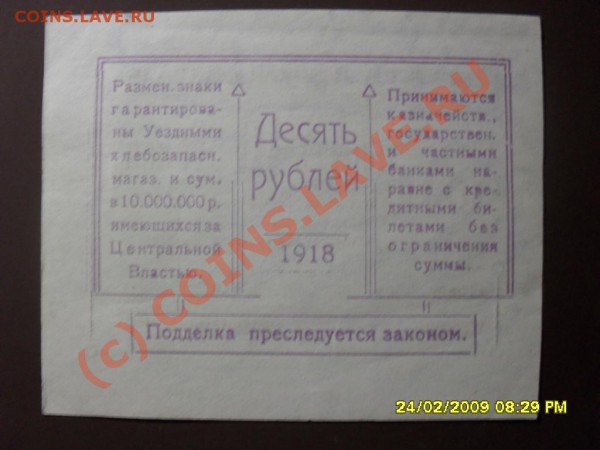 COINS.LAVE.RU
Размен. знаки
гарантирова-
ны Уездными
хлебозапасн.
магаз. и сум.
в 10.000.000 р.
имеющихся за
Центральной
Властью.
Десять
рублей
1918
Принимаются
казначейств.,
государствен.
и частными
банками на-
равне с кре-
дитными би-
летами без
ограничения
суммы.
Подделка преследуется законом.
(c) COINS.LAVE.RU
24/02/2009 08:29 PM